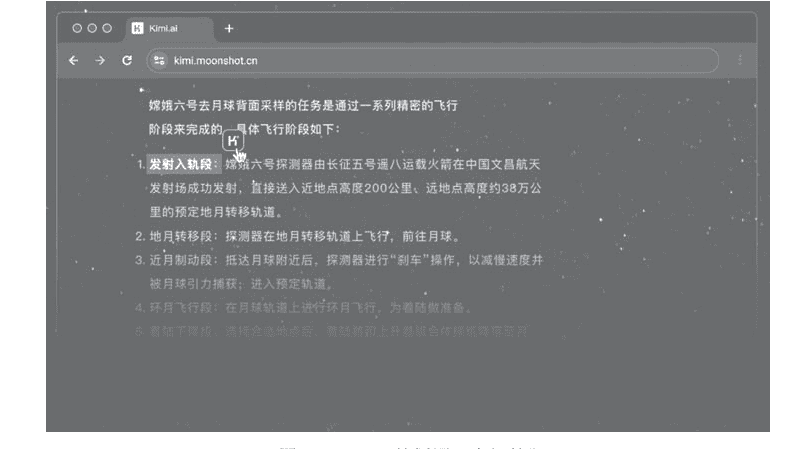 Kimi.ai
kimi.moonshot.cn
嫦娥六号去月球背面采样的任务是通过一系列精密的飞行
阶段来完成的，具体飞行阶段如下：
1. 发射入轨段：嫦娥六号探测器由长征五号遥八运载火箭在中国文昌航天
发射场成功发射，直接送入近地点高度200公里、远地点高度约38万公
里的预定地月转移轨道。
2. 地月转移段：探测器在地月转移轨道上飞行，前往月球。
3. 近月制动段：抵达月球附近后，探测器进行“刹车”操作，以减慢速度并
被月球引力捕获；进入预定轨道。
4. 环月飞行段：在月球轨道上进行环月飞行，为着陆做准备。